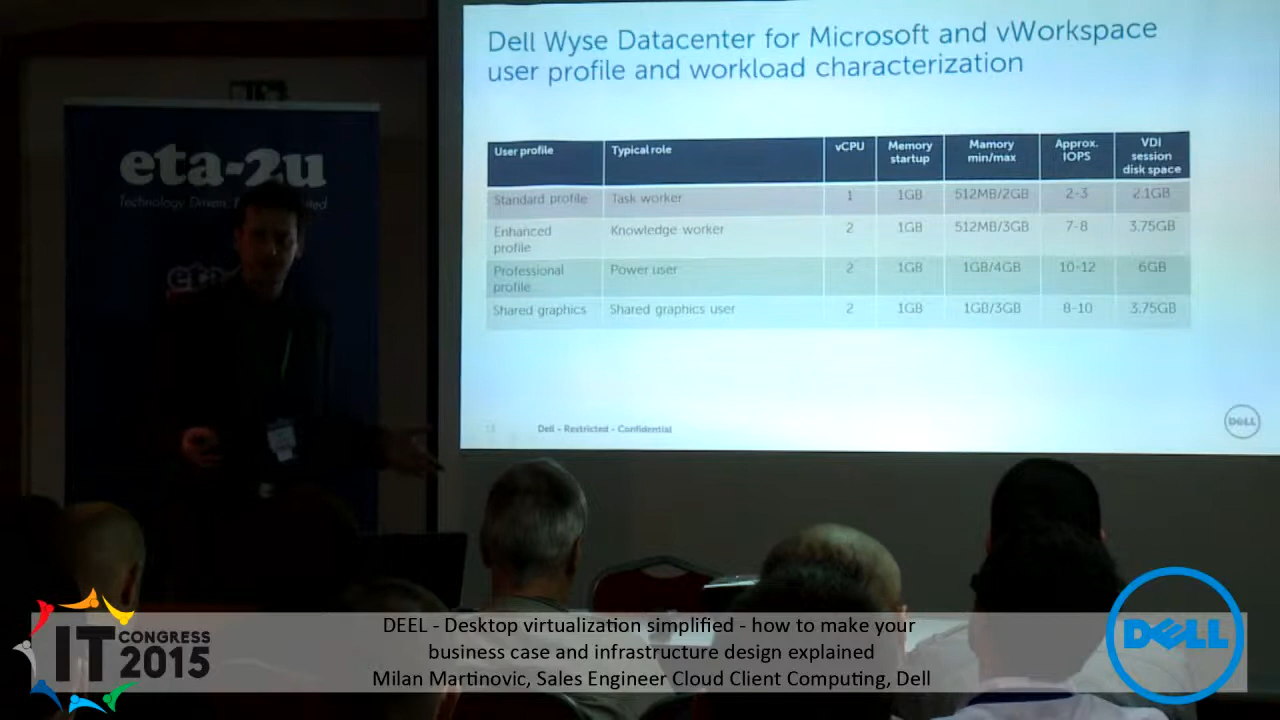 Dell Wyse Datacenter for Microsoft and vWorkspace
user profile and workload characterization
User profile Typical role vCPU Memory startup Mamory min/max Approx. IOPS VDI session disk space
Standard profile Task worker 1 1GB 512MB/2GB 2-3 2.1GB
Enhanced profile Knowledge worker 2 1GB 512MB/3GB 7-8 3.75GB
Professional profile Power user 2 1GB 1GB/4GB 10-12 6GB
Shared graphics Shared graphics user 2 1GB 1GB/3GB 8-10 3.75GB
Dell - Restricted - Confidential
DELL
eta-2u
Technology Driven.
IT CONGRESS
2015
DEEL - Desktop virtualization simplified - how to make your
business case and infrastructure design explained
Milan Martinovic, Sales Engineer Cloud Client Computing, Dell
DELL